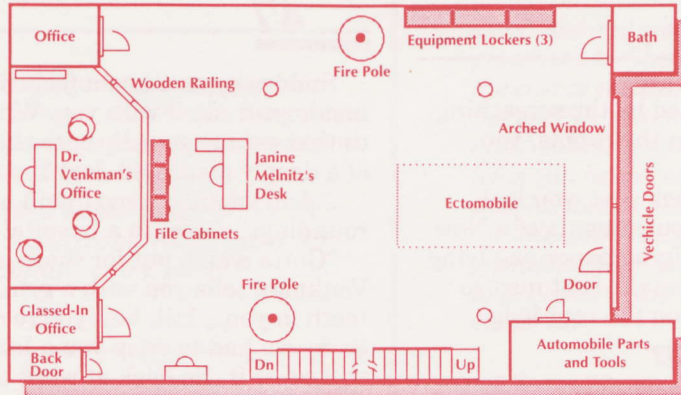 Office
Equipment Lockers (3)
Bath
Fire Pole
Wooden Railing
Arched Window
Dr.
Venkman's
Office
Janine
Melnitz's
Desk
Ectomobile
Vechicle Doors
File Cabinets
Door
Fire Pole
Glassed-In
Office
Back
Door
Dn
Up
Automobile Parts
and Tools